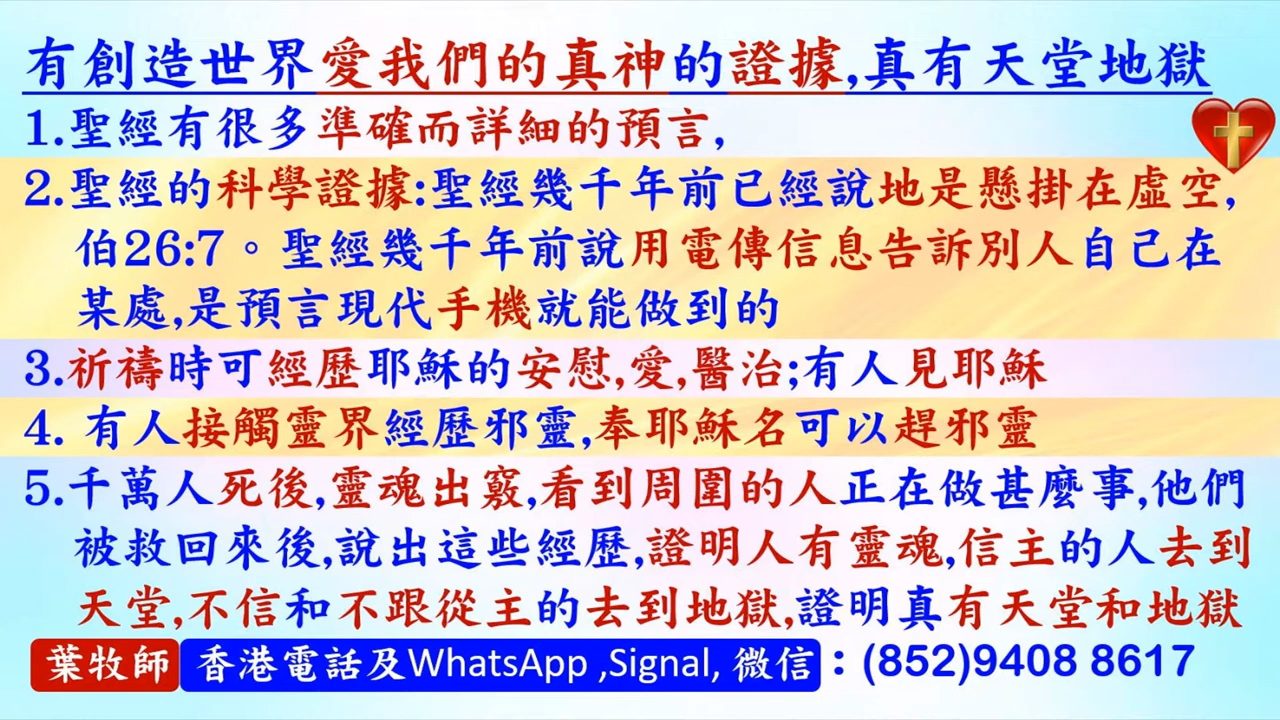 有創造世界愛我們的真神的證據,真有天堂地獄
1.聖經有很多準確而詳細的預言,
2.聖經的科學證據:聖經幾千年前已經說地是懸掛在虛空,
伯26:7。聖經幾千年前說用電傳信息告訴別人自己在
某處,是預言現代手機就能做到的
3.祈禱時可經歷耶穌的安慰,愛,醫治;有人見耶穌
4. 有人接觸靈界經歷邪靈,奉耶穌名可以趕邪靈
5.千萬人死後,靈魂出竅,看到周圍的人正在做甚麼事,他們
被救回來後,說出這些經歷,證明人有靈魂,信主的人去到
天堂,不信和不跟從主的去到地獄,證明真有天堂和地獄
葉牧師 香港電話及WhatsApp ,Signal, 微信：(852)9408 8617